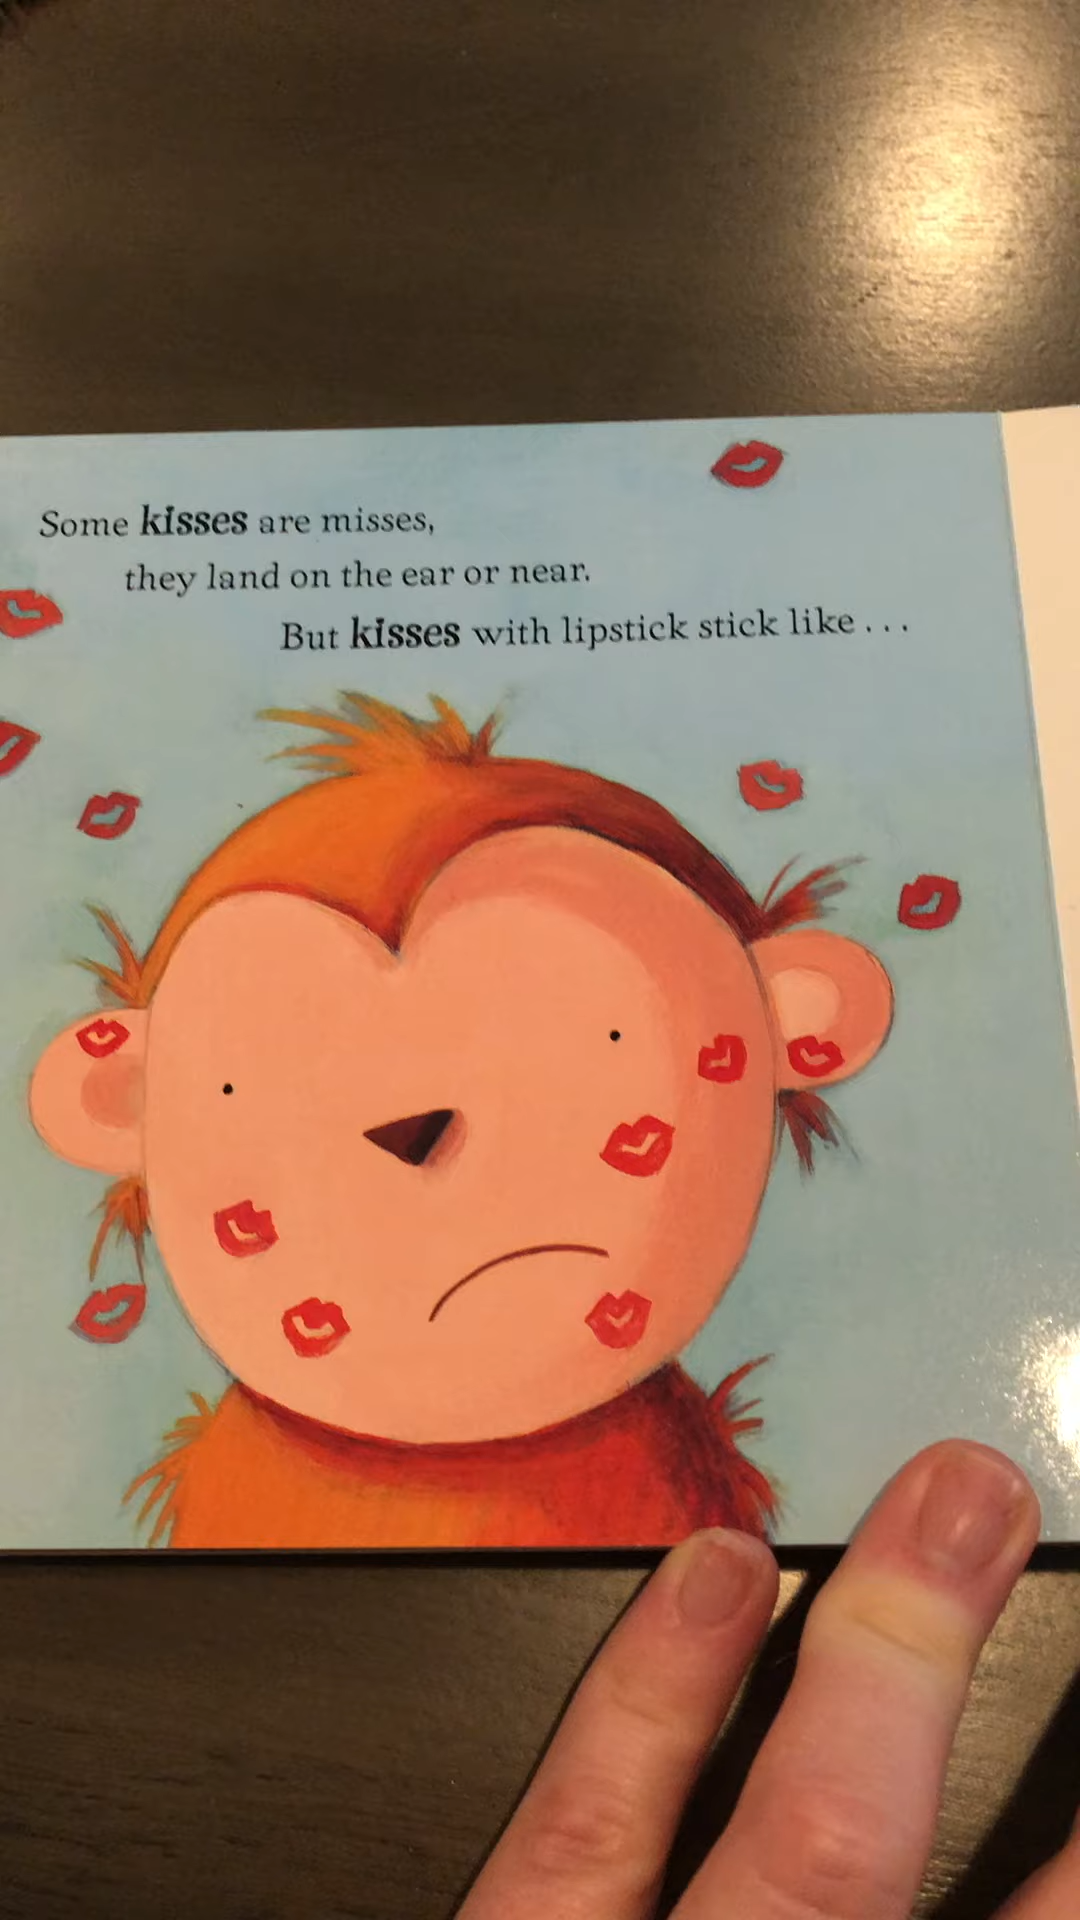 Some kisses are misses,
they land on the ear or near.
But kisses with lipstick stick like . . .